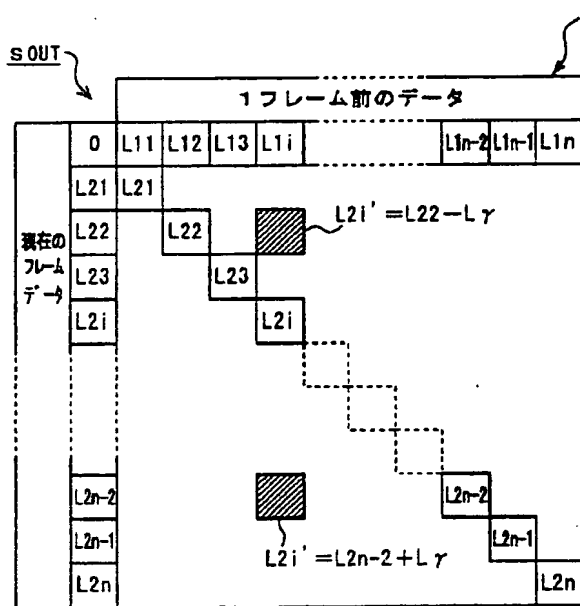 S OUT
1フレーム前のデータ
0 L11 L12 L13 L1i L1n-2 L1n-1 L1n
L21 L21
現在の
フレーム
データ
L22 L22 L2i'=L22-Lγ
L23 L23
L2i L2i
L2n-2 L2n-2
L2n-1 L2n-1
L2i'=L2n-2+Lγ
L2n L2n